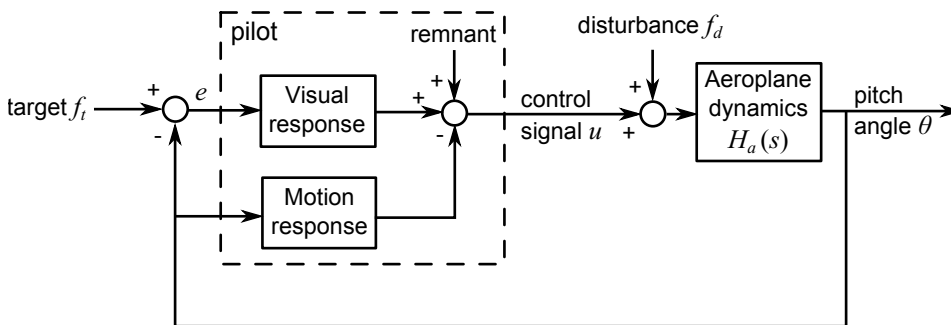 pilot
remnant
disturbance f_d
+
target f_t
-
e
Visual
response
+
+
-
control
signal u
+
+
Aeroplane
dynamics
H_a(s)
pitch
angle θ
Motion
response